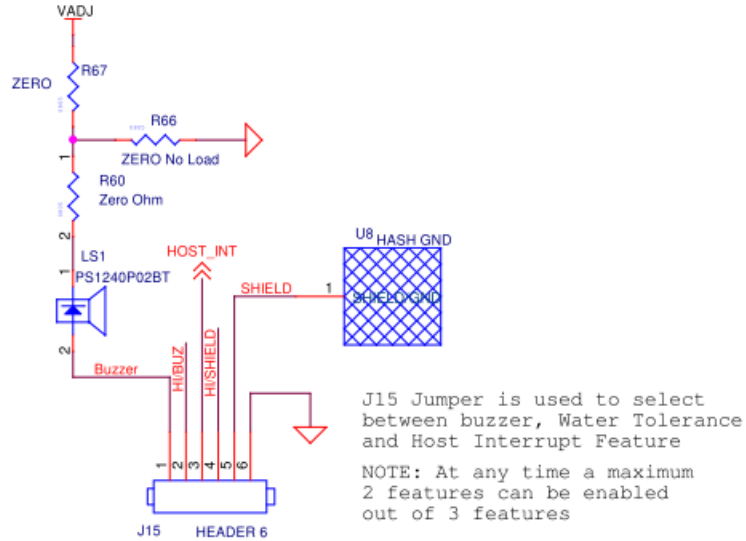 VADJ
R67
ZERO
R66
ZERO No Load
1
R60
Zero Ohm
2
HOST_INT
U8 HASH GND
LS1
1
PS1240P02BT
SHIELD
1
SHIELD GND
2
Buzzer
HI/BUZ
HI/SHIELD
J15 Jumper is used to select
between buzzer, Water Tolerance
and Host Interrupt Feature
1 2 3 4 5 6
NOTE: At any time a maximum
2 features can be enabled
out of 3 features
J15 HEADER 6